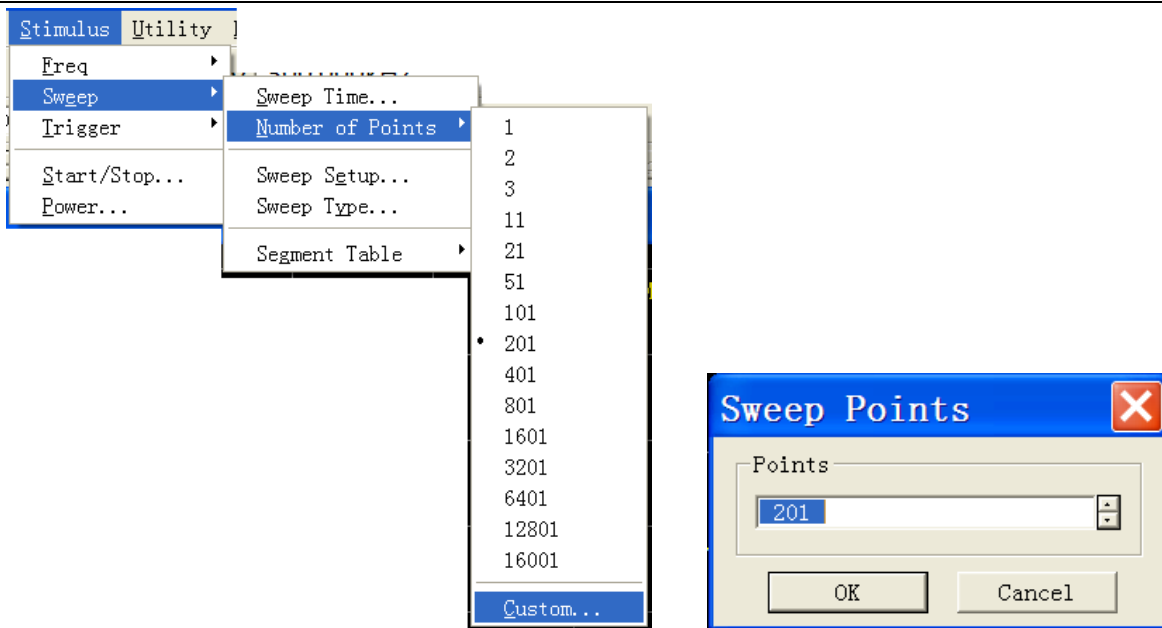 Stimulus Utility
Freq
Sweep
Trigger
Start/Stop...
Power...
Sweep Time...
Number of Points
Sweep Setup...
Sweep Type...
Segment Table
1
2
3
11
21
51
101
201
401
801
1601
3201
6401
12801
16001
Custom...
Sweep Points
Points
201
OK Cancel